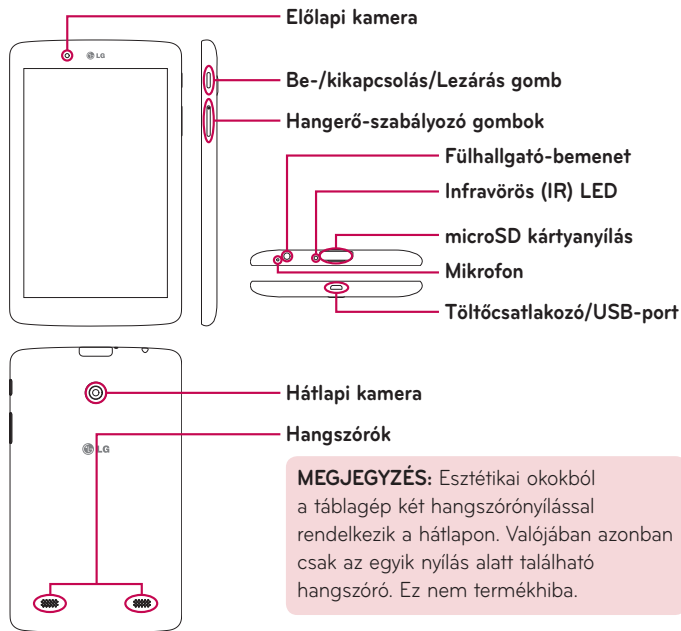 Előlapi kamera
LG
Be-/kikapcsolás/Lezárás gomb
Hangerő-szabályozó gombok
Fülhallgató-bemenet
Infravörös (IR) LED
microSD kártyanyílás
Mikrofon
Töltőcsatlakozó/USB-port
Hátlapi kamera
Hangszórók
LG
MEGJEGYZÉS: Esztétikai okokból
a táblagép két hangszórónyílással
rendelkezik a hátlapon. Valójában azonban
csak az egyik nyílás alatt található
hangszóró. Ez nem termékhiba.